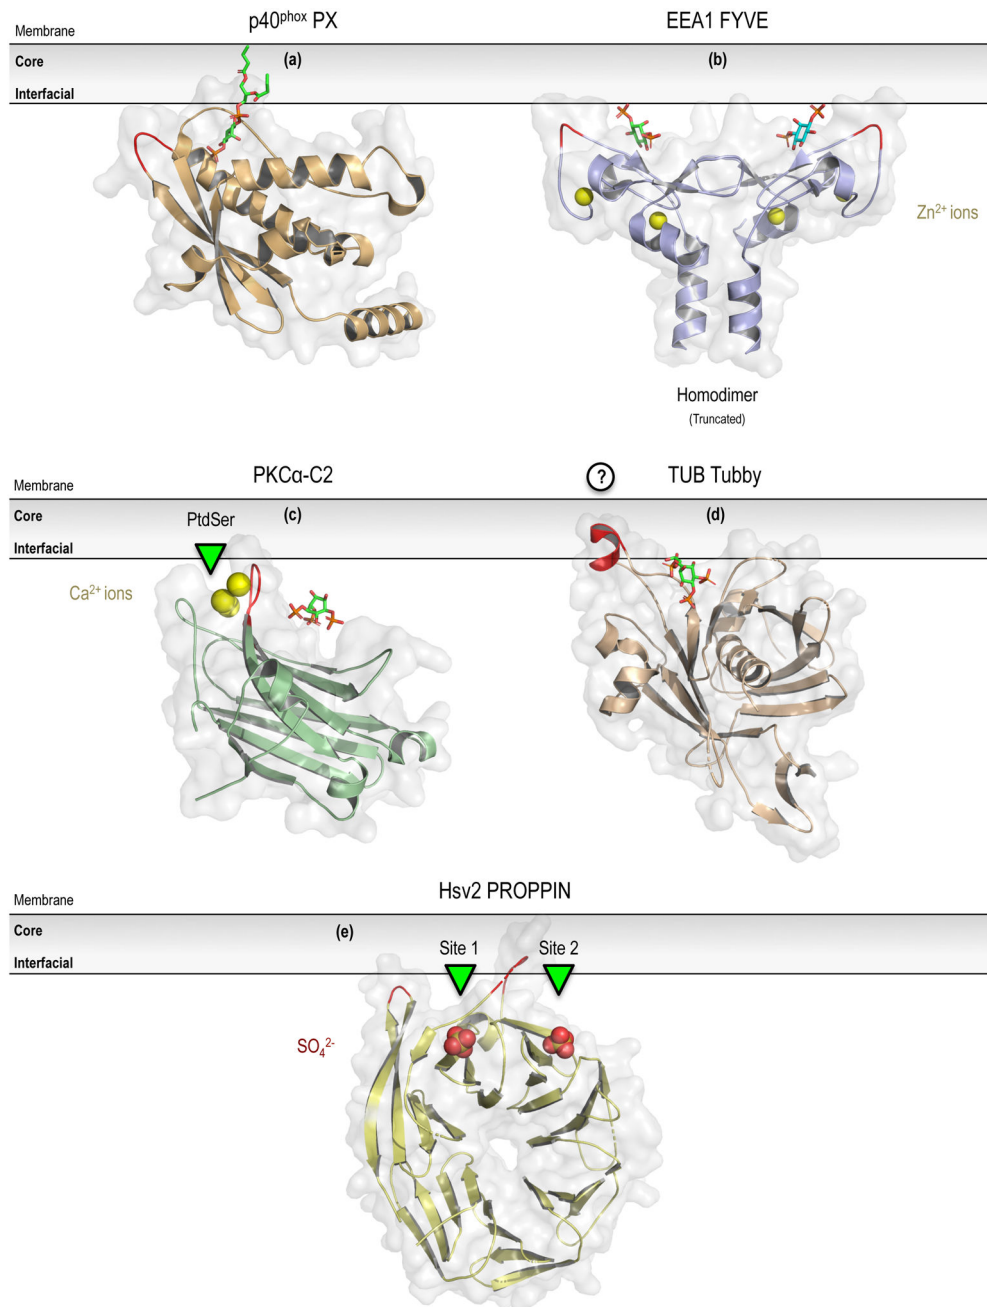 p40phox PX
EEA1 FYVE
Membrane
Core
(a)
(b)
Interfacial
Zn2+ ions
Homodimer
(Truncated)
PKCα-C2
?
TUB Tubby
Membrane
Core
PtdSer
(c)
(d)
Interfacial
Ca2+ ions
Hsv2 PROPPIN
Membrane
Core
(e)
Site 1
Site 2
Interfacial
SO42-